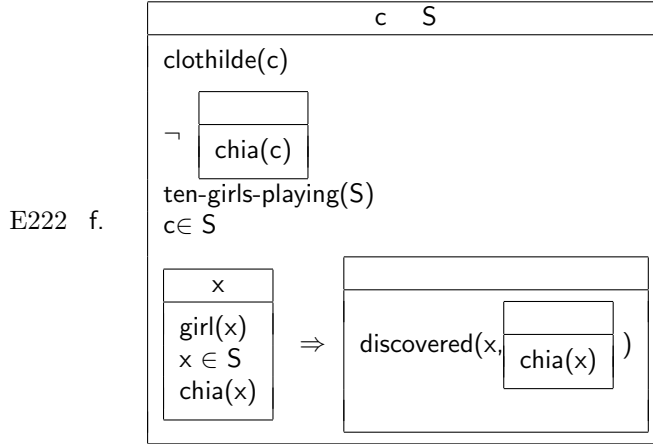 c S
clothilde(c)
¬ chia(c)
ten-girls-playing(S)
c∈ S
E222 f.
x
girl(x)
x ∈ S
chia(x)
⇒
discovered(x, chia(x) )